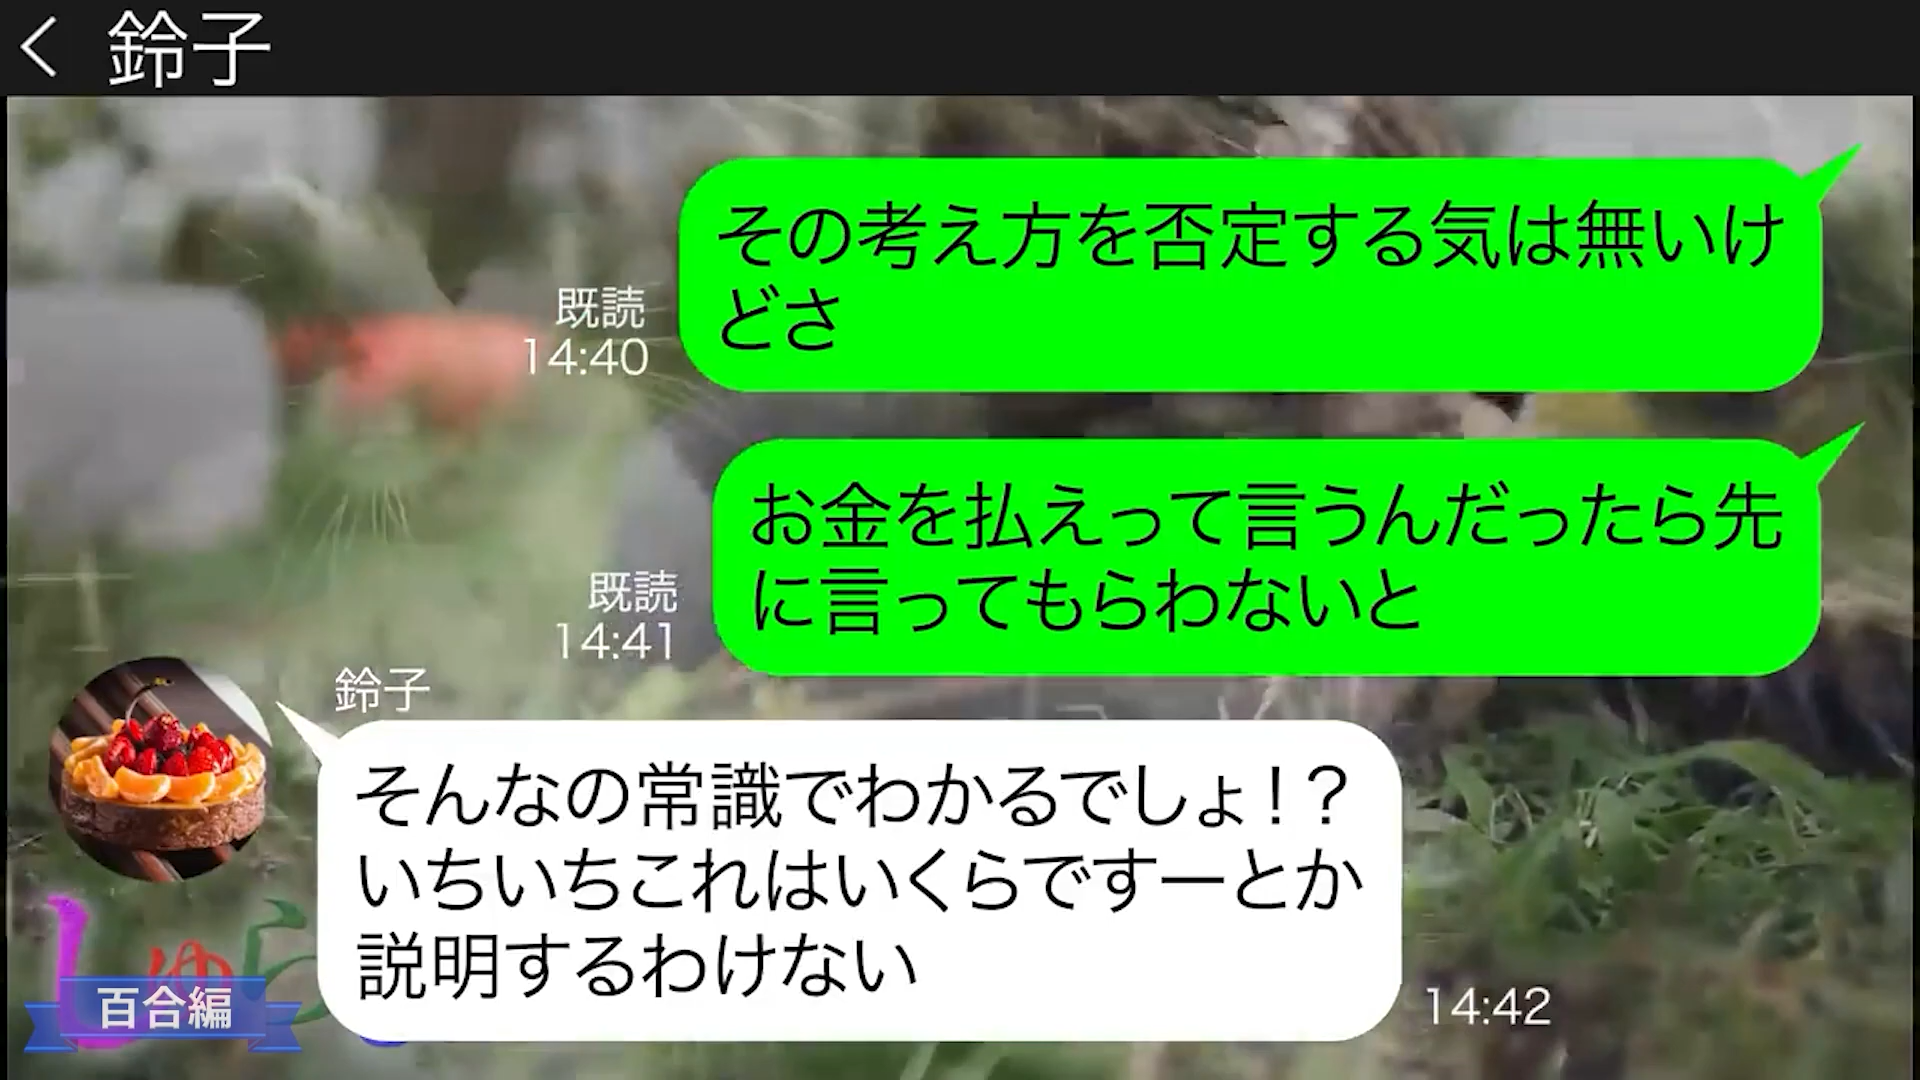 鈴子
その考え方を否定する気は無いけ
どさ
既読
14:40
お金を払えって言うんだったら先
に言ってもらわないと
既読
14:41
鈴子
そんなの常識でわかるでしょ！？
いちいちこれはいくらですーとか
説明するわけない
14:42
百合編